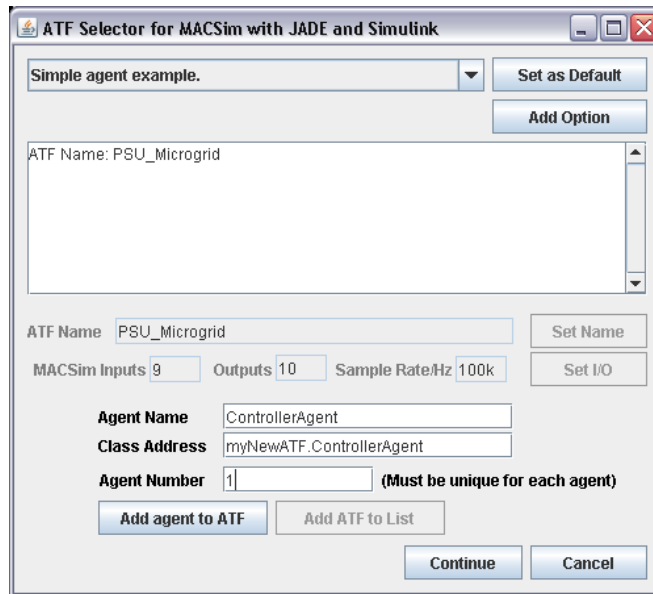 ATF Selector for MACSim with JADE and Simulink
Simple agent example.
Set as Default
Add Option
ATF Name: PSU_Microgrid
ATF Name PSU_Microgrid Set Name
MACSim Inputs 9 Outputs 10 Sample Rate/Hz 100k Set I/O
Agent Name ControllerAgent
Class Address myNewATF.ControllerAgent
Agent Number 1 (Must be unique for each agent)
Add agent to ATF Add ATF to List
Continue Cancel